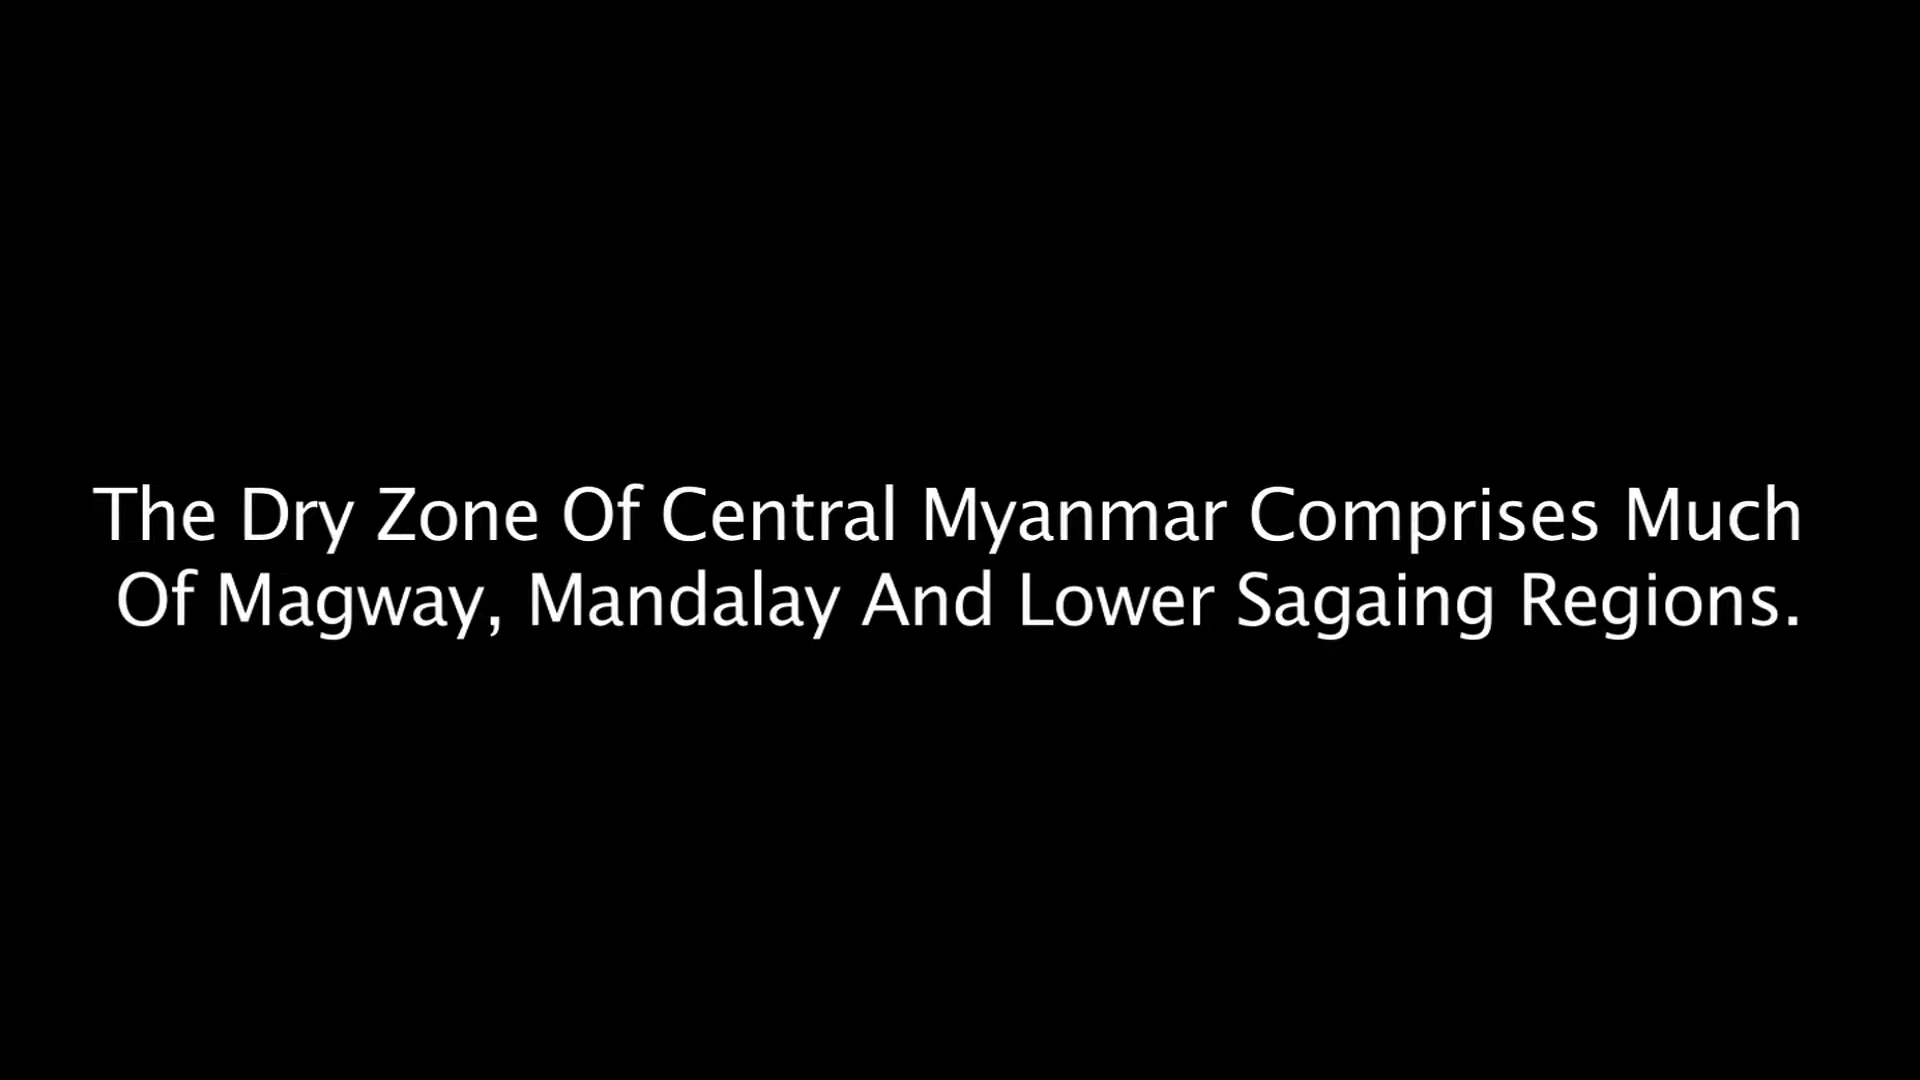 The Dry Zone Of Central Myanmar Comprises Much
Of Magway, Mandalay And Lower Sagaing Regions.